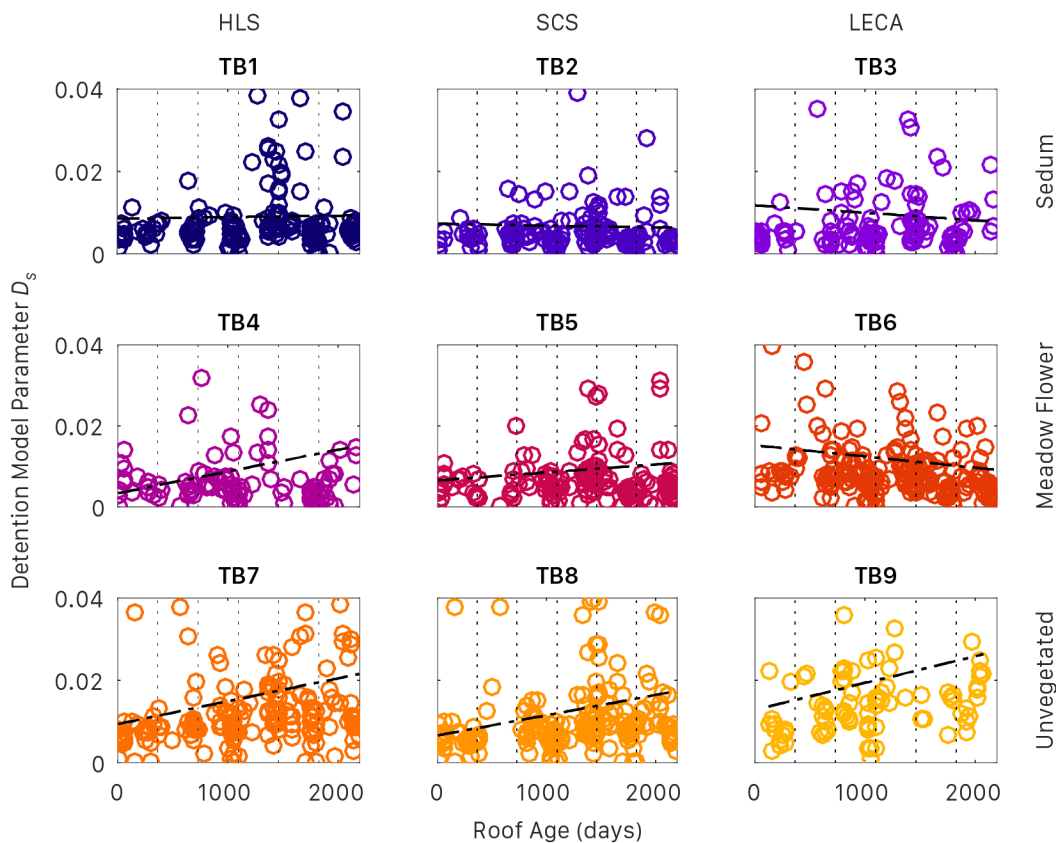 HLS SCS LECA
TB1 TB2 TB3
0.04
0.02
0
Sedum
TB4 TB5 TB6
0.04
0.02
0
Meadow Flower
Detention Model Parameter Ds
TB7 TB8 TB9
0.04
0.02
0
Unvegetated
0 1000 2000 0 1000 2000 0 1000 2000
Roof Age (days)